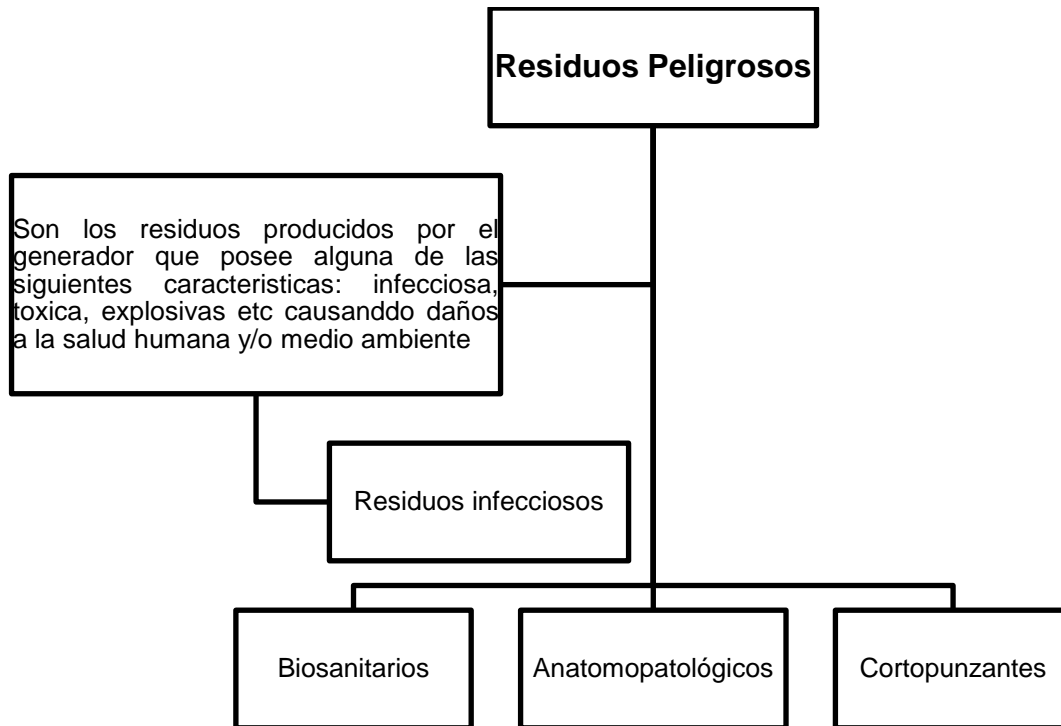 Residuos Peligrosos
Son los residuos producidos por el
generador que posee alguna de las
siguientes caracteristicas: infecciosa,
toxica, explosivas etc causanddo daños
a la salud humana y/o medio ambiente
Residuos infecciosos
Biosanitarios
Anatomopatológicos
Cortopunzantes